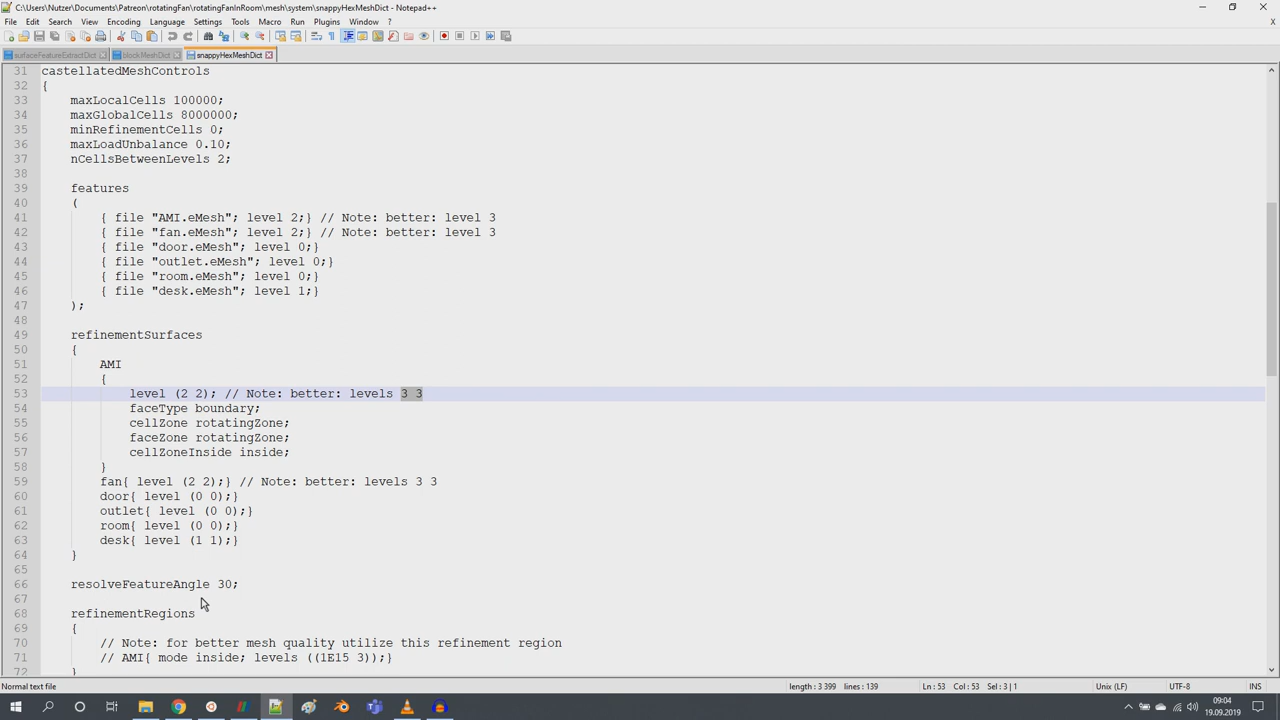 C:\Users\Nutzer\Documents\Patreon\rotatingFan\rotatingFanInRoom\mesh\system\snappyHexMeshDict - Notepad++
File Edit Search View Encoding Language Settings Tools Macro Run Plugins Window ?
surfaceFeatureExtractDict blockMeshDict snappyHexMeshDict
31 castellatedMeshControls
32 {
33 maxLocalCells 100000;
34 maxGlobalCells 8000000;
35 minRefinementCells 0;
36 maxLoadUnbalance 0.10;
37 nCellsBetweenLevels 2;
38
39 features
40 (
41 { file "AMI.eMesh"; level 2;} // Note: better: level 3
42 { file "fan.eMesh"; level 2;} // Note: better: level 3
43 { file "door.eMesh"; level 0;}
44 { file "outlet.eMesh"; level 0;}
45 { file "room.eMesh"; level 0;}
46 { file "desk.eMesh"; level 1;}
47 );
48
49 refinementSurfaces
50 {
51 AMI
52 {
53 level (2 2); // Note: better: levels 3 3
54 faceType boundary;
55 cellZone rotatingZone;
56 faceZone rotatingZone;
57 cellZoneInside inside;
58 }
59 fan{ level (2 2);} // Note: better: levels 3 3
60 door{ level (0 0);}
61 outlet{ level (0 0);}
62 room{ level (0 0);}
63 desk{ level (1 1);}
64 }
65
66 resolveFeatureAngle 30;
67
68 refinementRegions
69 {
70 // Note: for better mesh quality utilize this refinement region
71 // AMI{ mode inside; levels ((1E15 3));}
72 }
Normal text file length : 3 399 lines : 139 Ln : 53 Col : 53 Sel : 3 | 1 Unix (LF) UTF-8 INS
09:04
19.09.2019